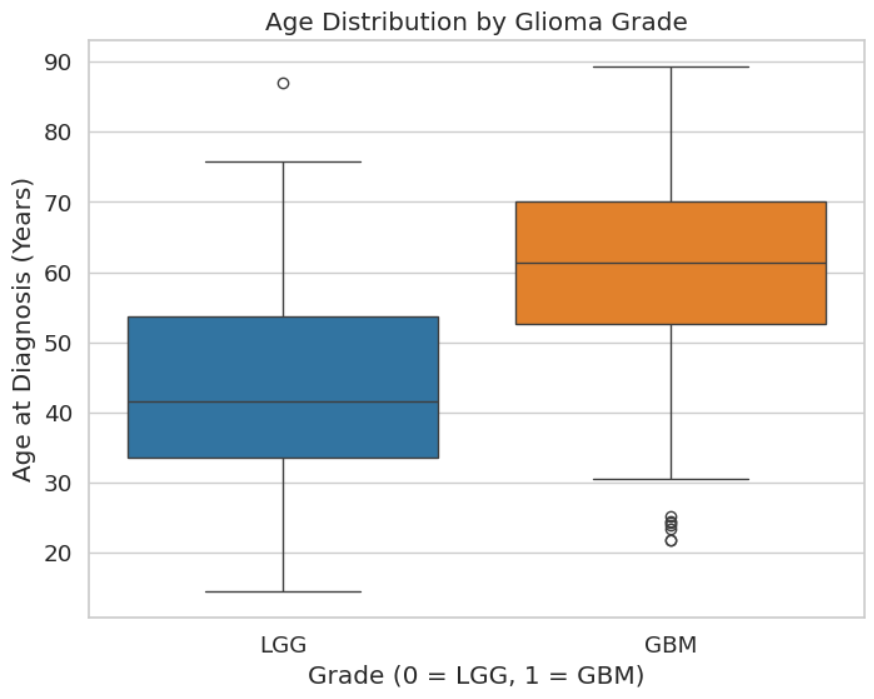 Age Distribution by Glioma Grade
Age at Diagnosis (Years)
90
80
70
60
50
40
30
20
LGG GBM
Grade (0 = LGG, 1 = GBM)